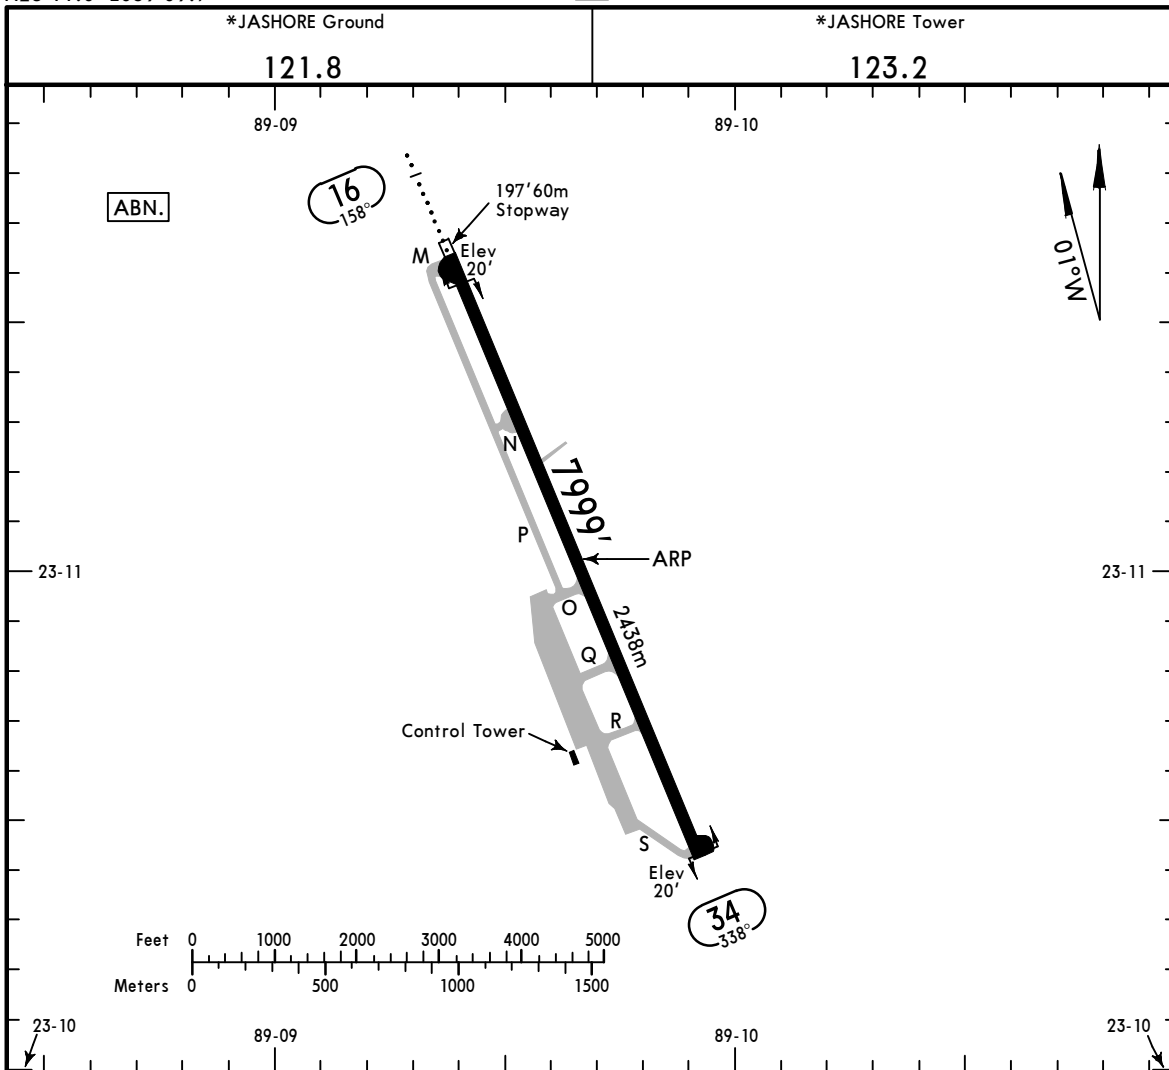 *JASHORE Ground
*JASHORE Tower
121.8
123.2
89-09
89-10
16
158°
197'60m
Stopway
ABN.
M
Elev
20'
01°W
N
7999'
P
ARP
23-11
23-11
O
2438m
Q
R
Control Tower
S
Elev
20'
34
338°
Feet 0 1000 2000 3000 4000 5000
Meters 0 500 1000 1500
23-10
89-09
89-10
23-10